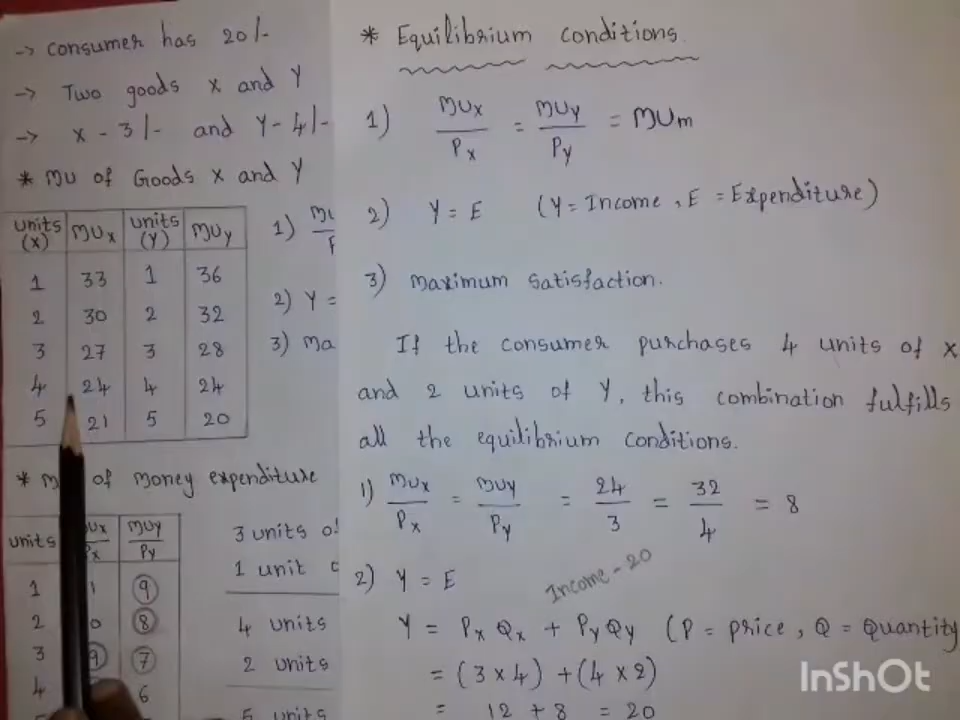 -> Consumer has 20/-
-> Two goods X and Y
-> X - 3/- and Y - 4/-
* MU of Goods X and Y
units (X) MUx units (Y) MUy
1 33 1 36
2 30 2 32
3 27 3 28
4 24 4 24
5 21 5 20
* M of Money expenditure
units MUx/Px MUy/Py
1 1 9
2 0 8
3 9 7
4 6
1)
2) Y =
3) Ma
3 units of
1 unit
4 units
2 units
5 units
* Equilibrium conditions.
1) MUx/Px = MUy/Py = MUm
2) Y = E (Y = Income, E = Expenditure)
3) Maximum Satisfaction.
If the consumer purchases 4 units of X
and 2 units of Y, this combination fulfills
all the equilibrium conditions.
1) MUx/Px = MUy/Py = 24/3 = 32/4 = 8
2) Y = E
Income - 20
Y = PxQx + PyQy (P = price, Q = Quantity
= (3 x 4) + (4 x 2)
= 12 + 8 = 20
InShOt